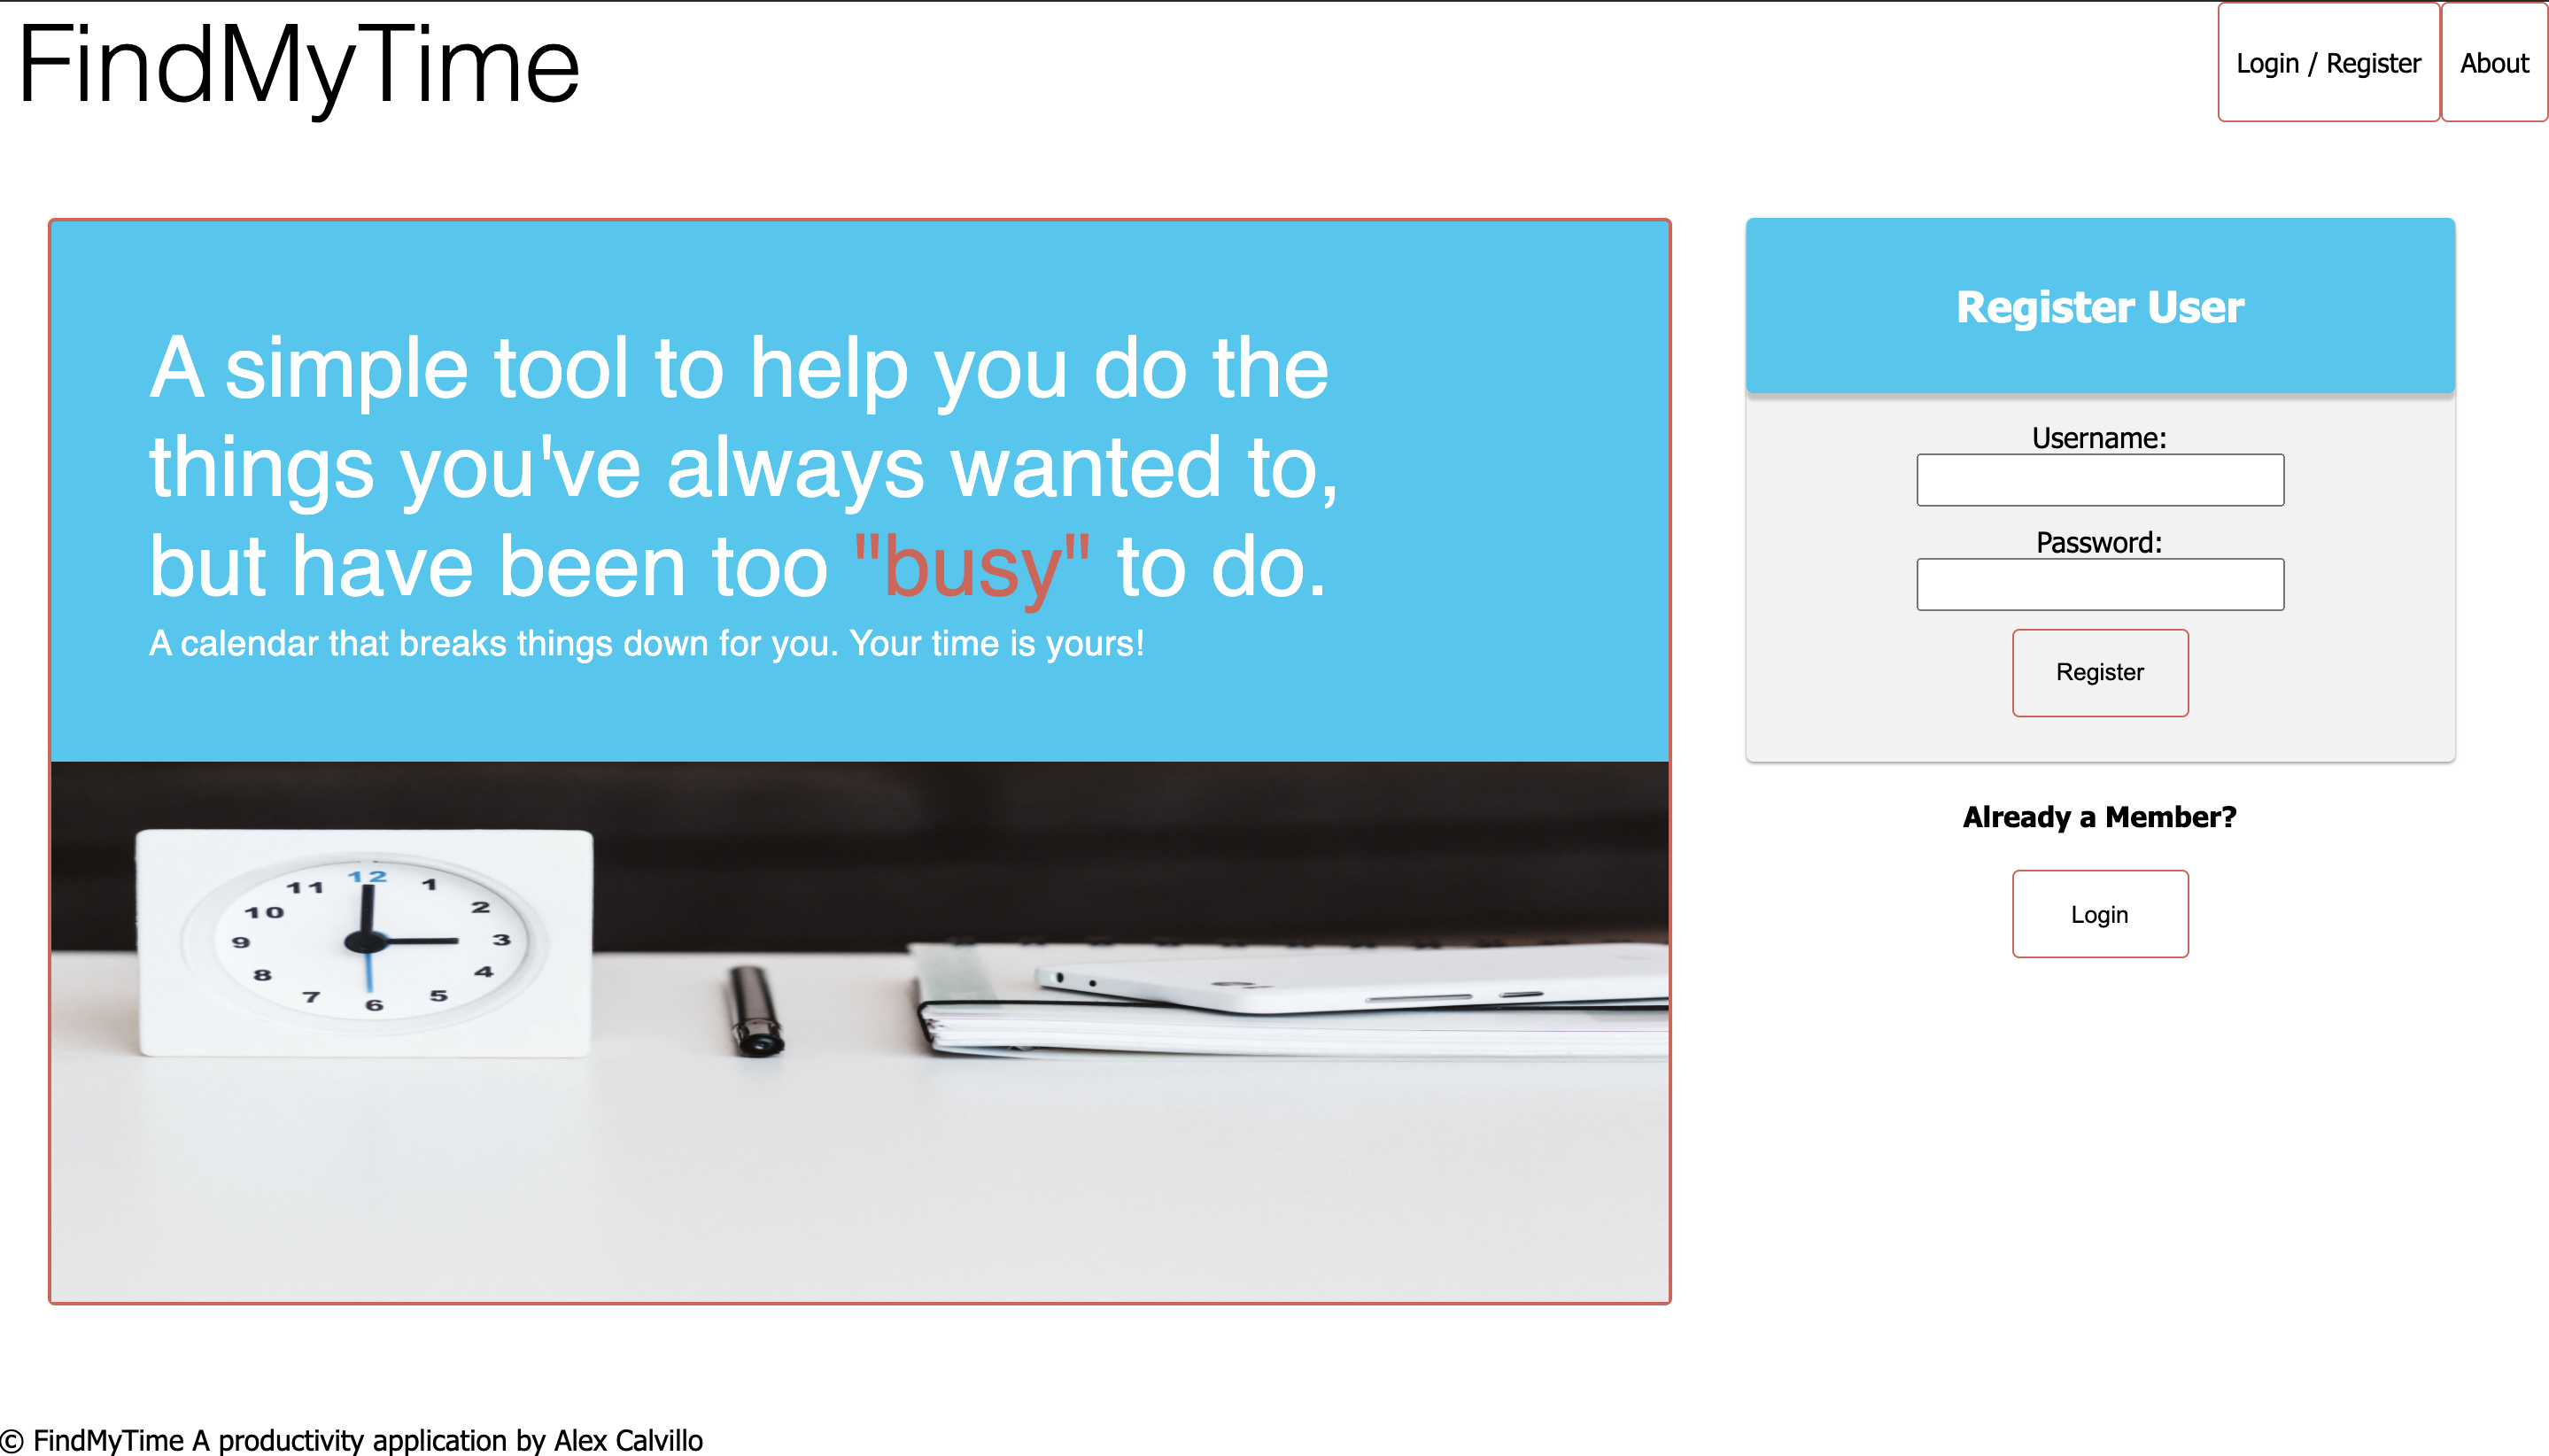 FindMyTime
Login / Register
About
A simple tool to help you do the
things you've always wanted to,
but have been too "busy" to do.
A calendar that breaks things down for you. Your time is yours!
Register User
Username:
Password:
Register
Already a Member?
Login
12
11
1
10
2
9
3
8
4
7
5
6
© FindMyTime A productivity application by Alex Calvillo